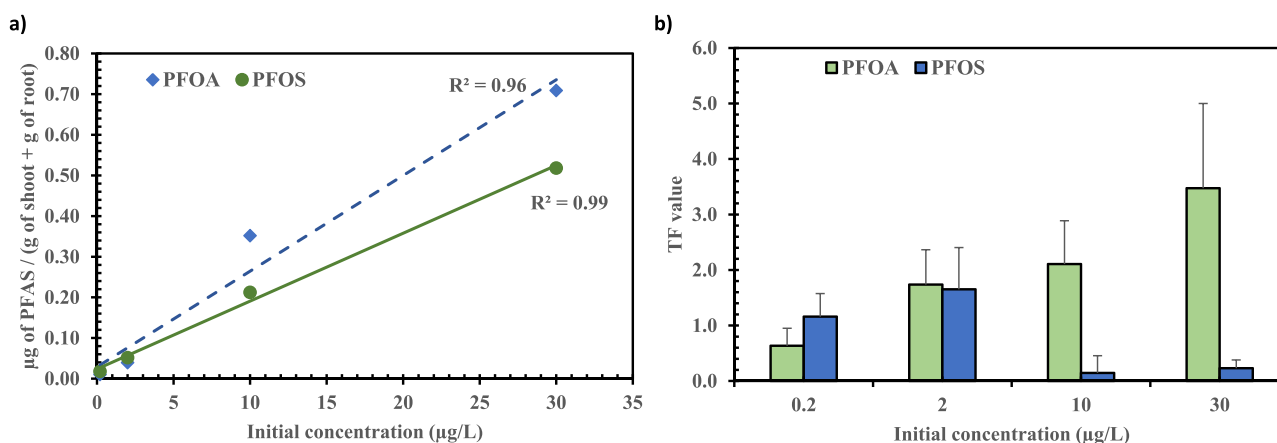 a)
µg of PFAS / (g of shoot + g of root)
0.80
0.70
0.60
0.50
0.40
0.30
0.20
0.10
0.00
PFOA PFOS
R² = 0.96
R² = 0.99
0 5 10 15 20 25 30 35
Initial concentration (µg/L)
b)
TF value
6.0
5.0
4.0
3.0
2.0
1.0
0.0
PFOA PFOS
0.2 2 10 30
Initial concentration (µg/L)